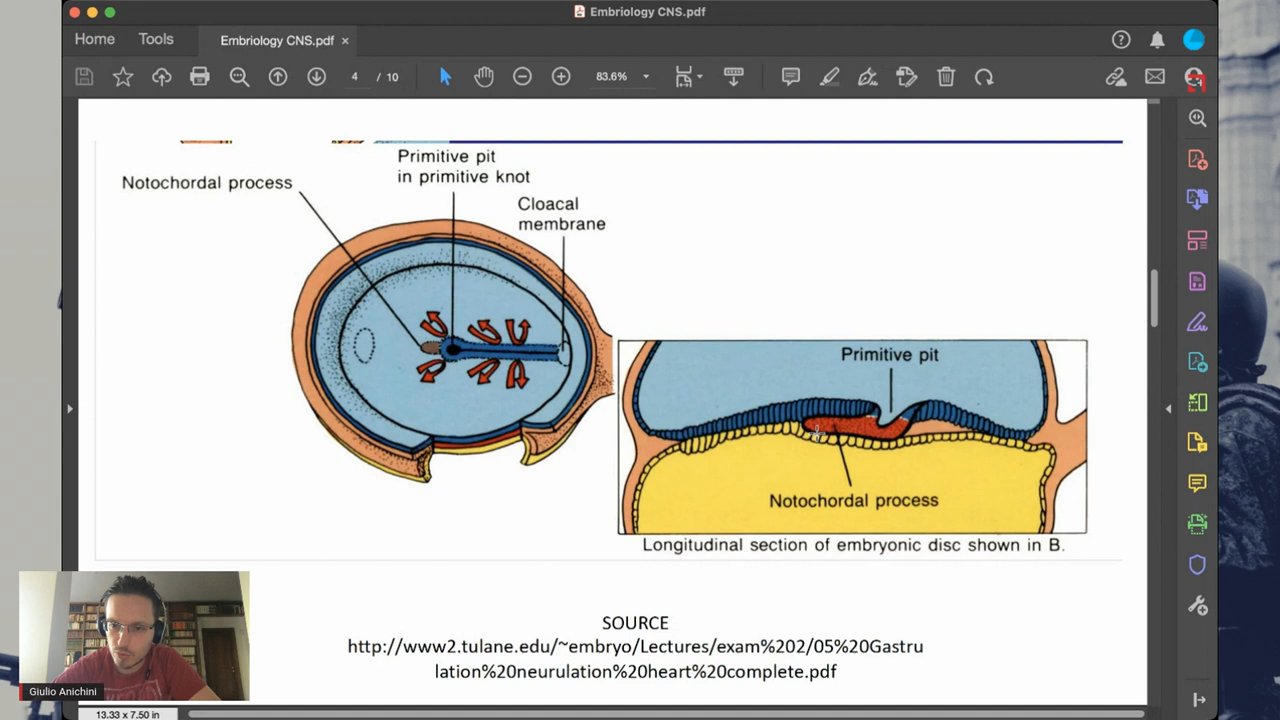 Embriology CNS.pdf
Home
Tools
Embriology CNS.pdf ×
4 / 10
83.6%
Primitive pit
in primitive knot
Notochordal process
Cloacal
membrane
Primitive pit
Notochordal process
Longitudinal section of embryonic disc shown in B.
SOURCE
http://www2.tulane.edu/~embryo/Lectures/exam%202/05%20Gastru
lation%20neurulation%20heart%20complete.pdf
Giulio Anichini
13.33 x 7.50 in